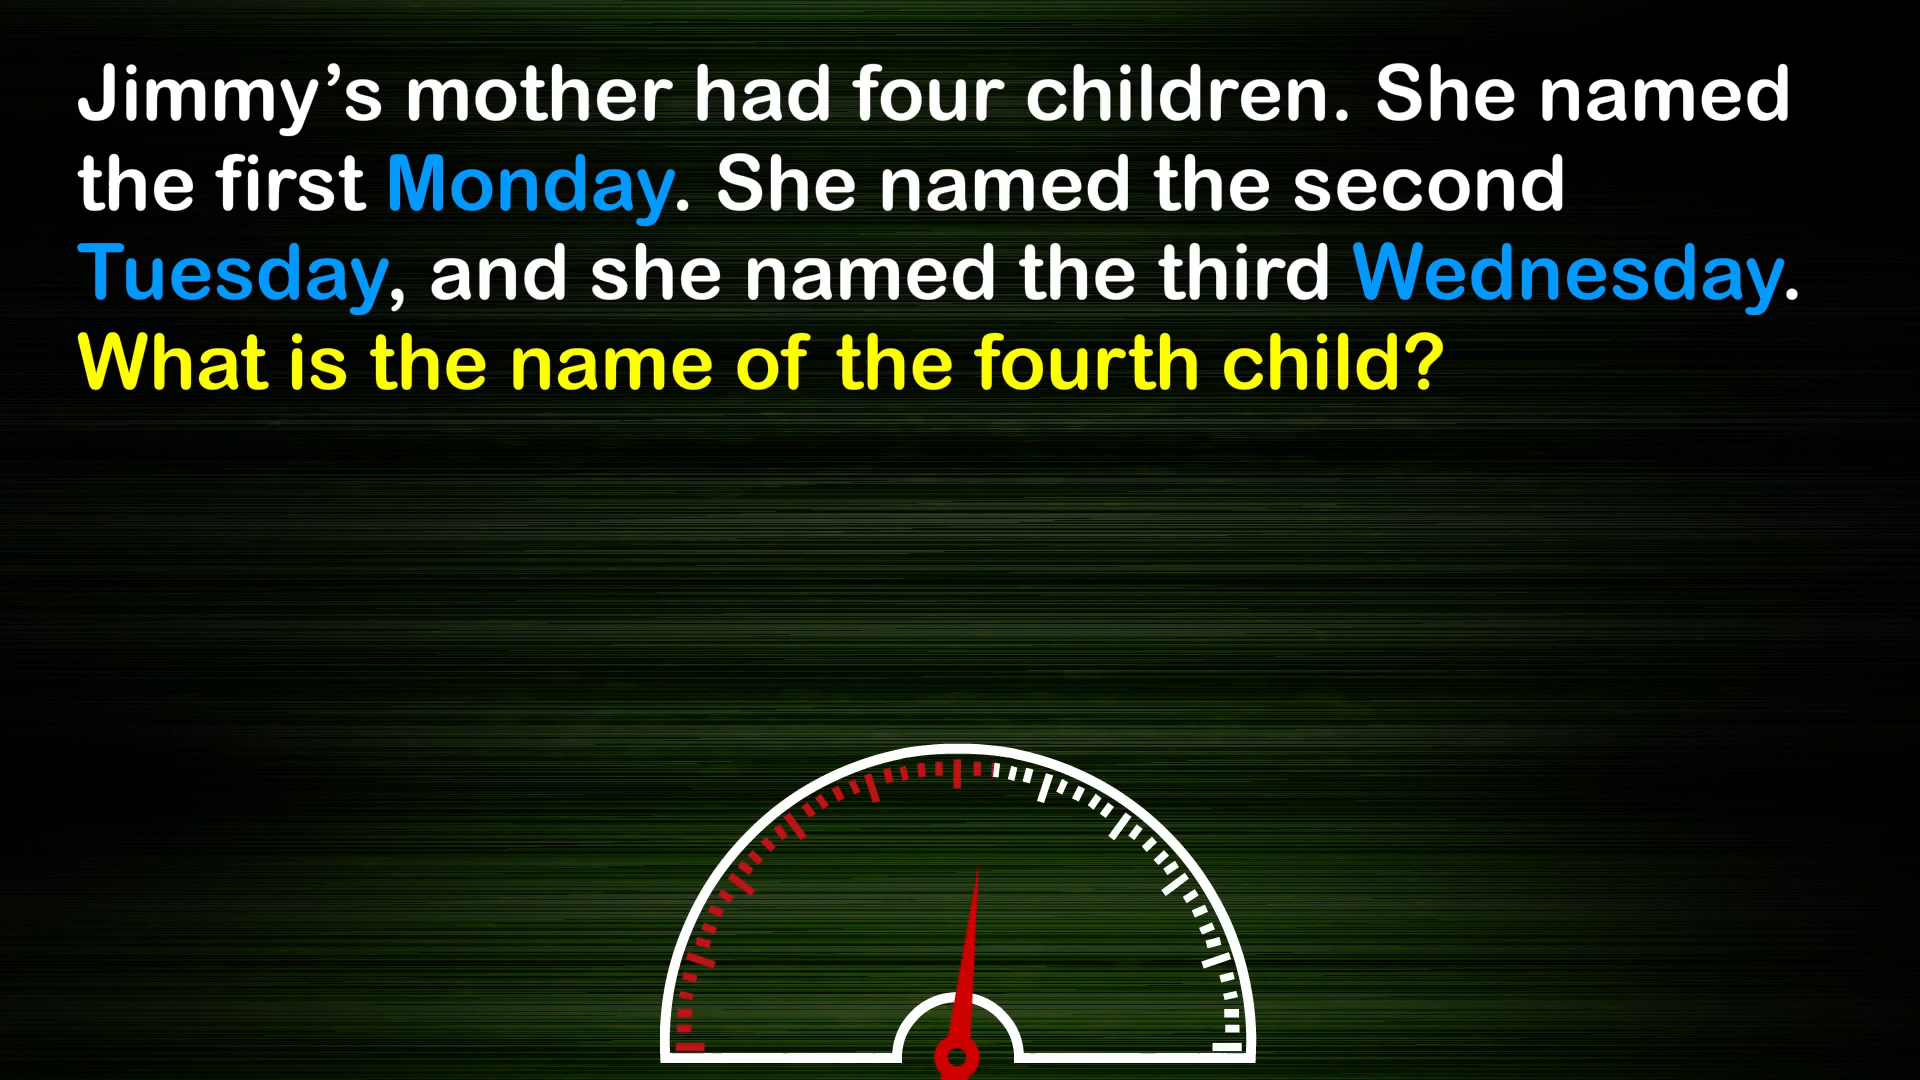 Jimmy’s mother had four children. She named
the first Monday. She named the second
Tuesday, and she named the third Wednesday.
What is the name of the fourth child?